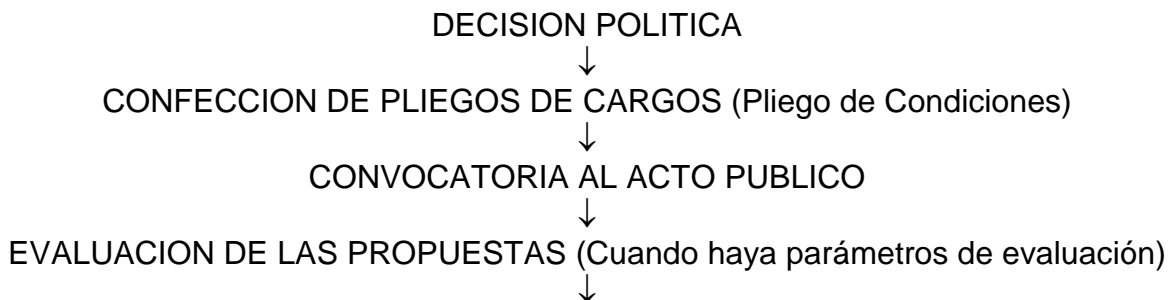 DECISION POLITICA
↓
CONFECCION DE PLIEGOS DE CARGOS (Pliego de Condiciones)
↓
CONVOCATORIA AL ACTO PUBLICO
↓
EVALUACION DE LAS PROPUESTAS (Cuando haya parámetros de evaluación)
↓